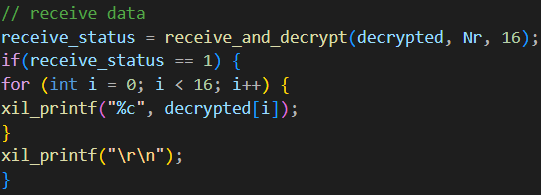 // receive data
receive_status = receive_and_decrypt(decrypted, Nr, 16);
if(receive_status == 1) {
for (int i = 0; i < 16; i++) {
xil_printf("%c", decrypted[i]);
}
xil_printf("\r\n");
}